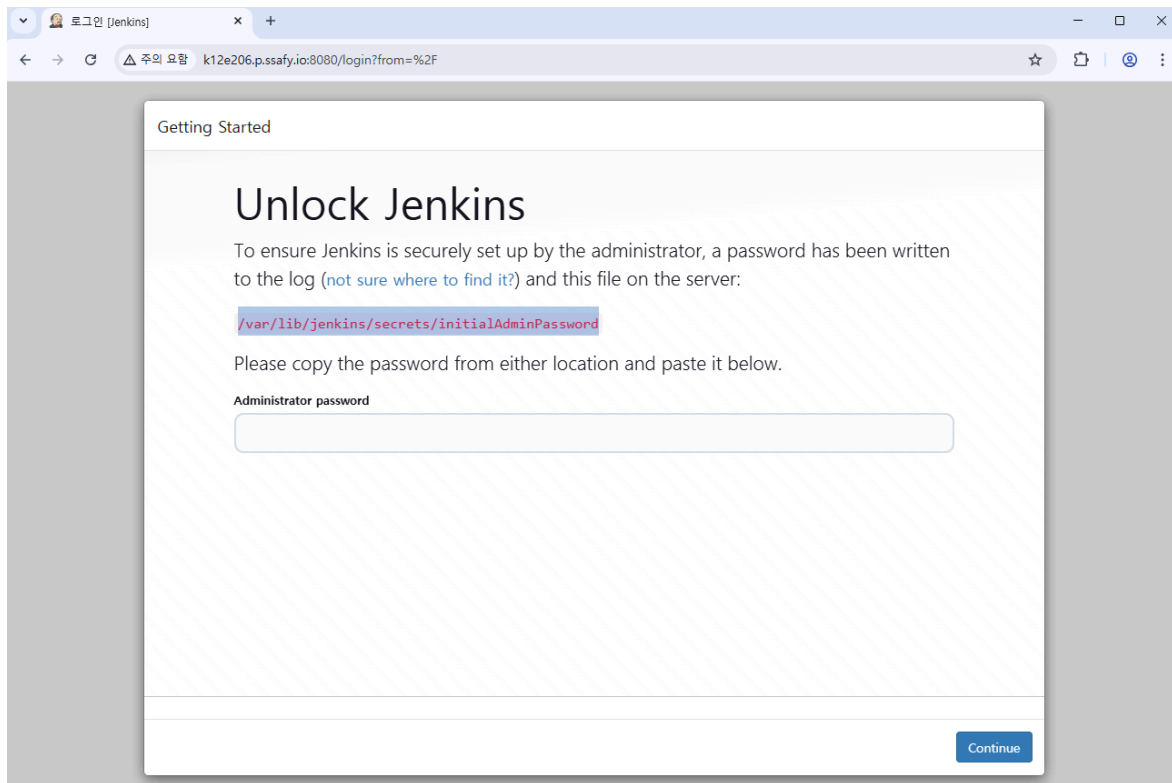 로그인 [Jenkins]
주의 요함 k12e206.p.ssafy.io:8080/login?from=%2F
Getting Started
Unlock Jenkins
To ensure Jenkins is securely set up by the administrator, a password has been written
to the log (not sure where to find it?) and this file on the server:
/var/lib/jenkins/secrets/initialAdminPassword
Please copy the password from either location and paste it below.
Administrator password
Continue